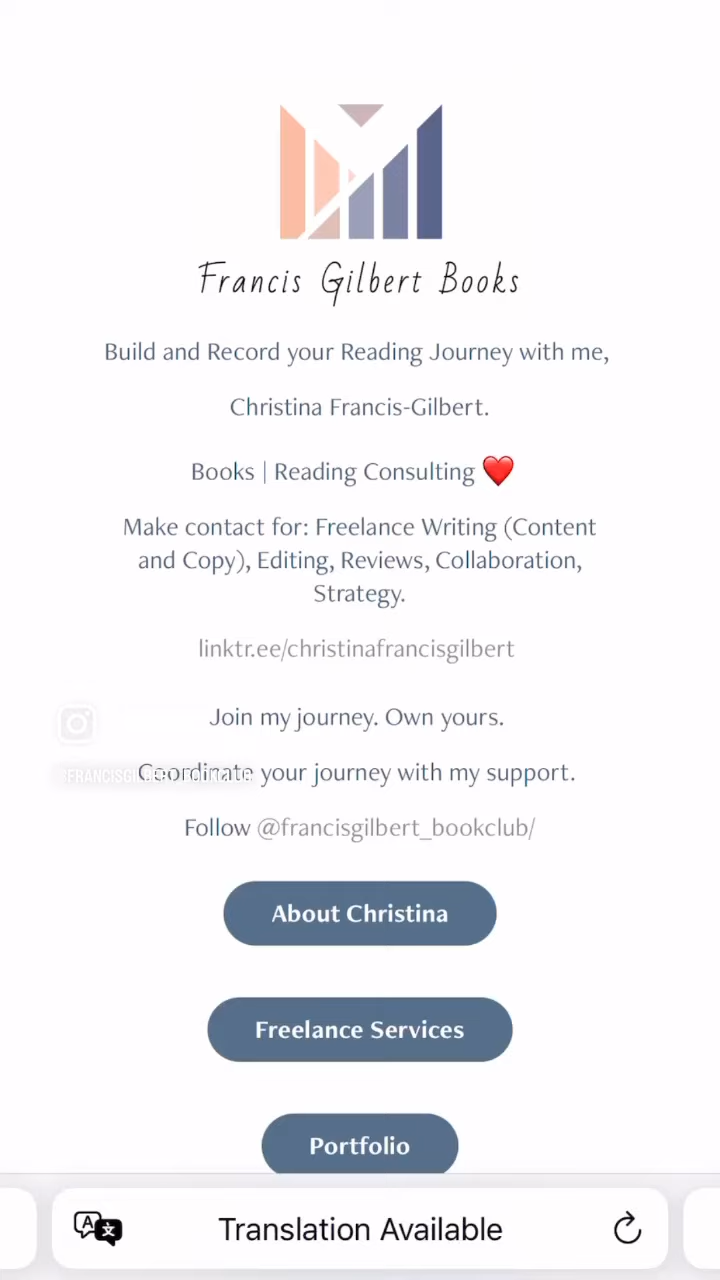 Francis Gilbert Books
Build and Record your Reading Journey with me,
Christina Francis-Gilbert.
Books | Reading Consulting ❤️
Make contact for: Freelance Writing (Content
and Copy), Editing, Reviews, Collaboration,
Strategy.
linktr.ee/christinafrancisgilbert
Join my journey. Own yours.
FRANCISGILBERT_BOOKCLUB
Coordinate your journey with my support.
Follow @francisgilbert_bookclub/
About Christina
Freelance Services
Portfolio
Translation Available